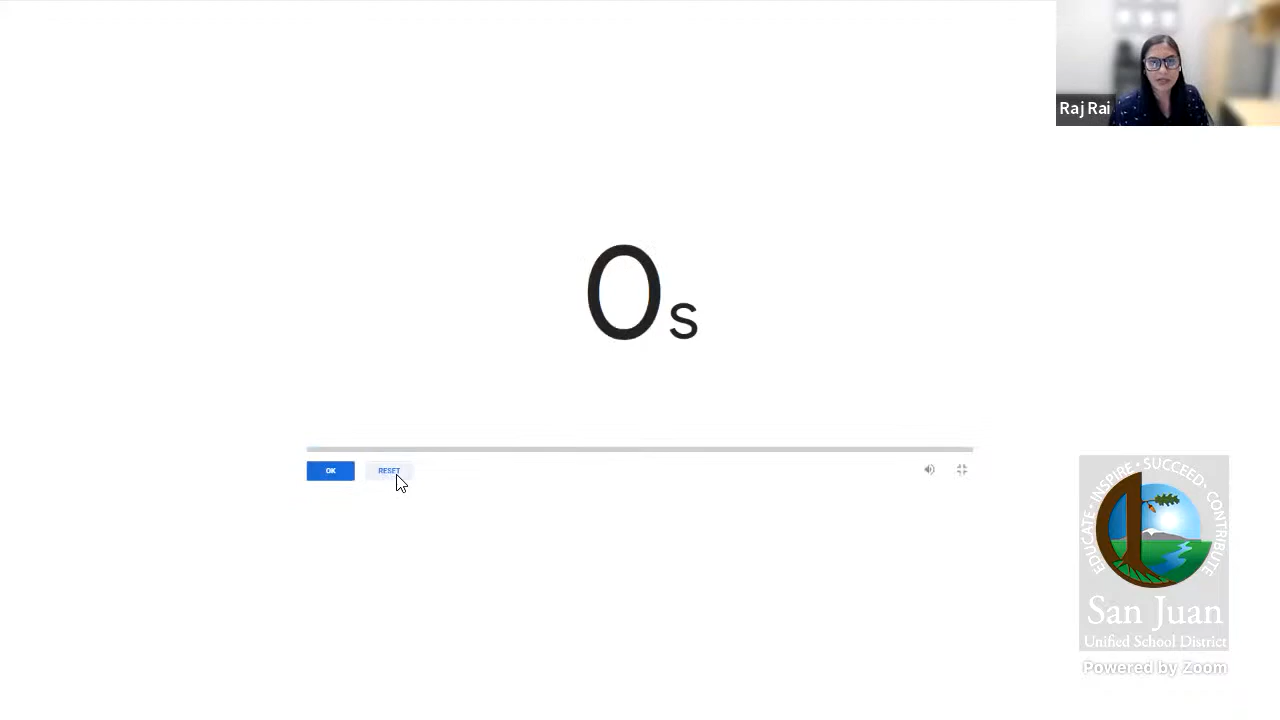 Raj Rai
0s
OK
RESET
EDUCATE · INSPIRE · SUCCEED · CONTRIBUTE
San Juan
Unified School District
Powered by Zoom